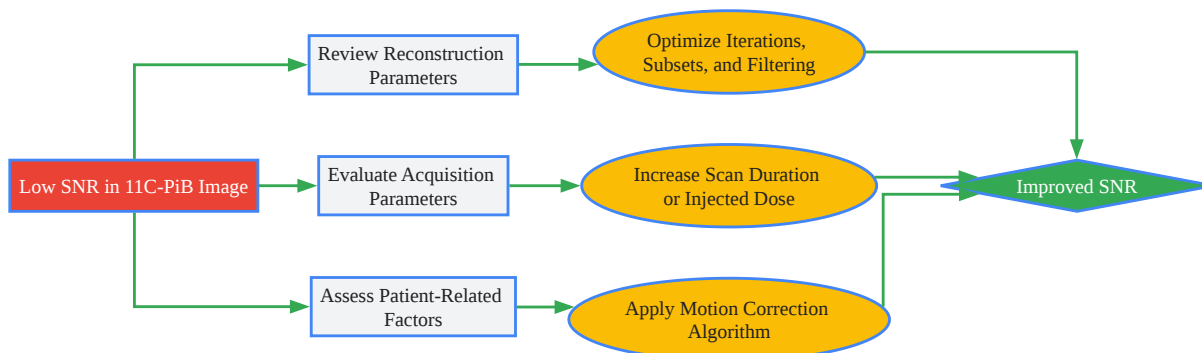 Review Reconstruction
Parameters
Optimize Iterations,
Subsets, and Filtering
Low SNR in 11C-PiB Image
Evaluate Acquisition
Parameters
Increase Scan Duration
or Injected Dose
Improved SNR
Assess Patient-Related
Factors
Apply Motion Correction
Algorithm